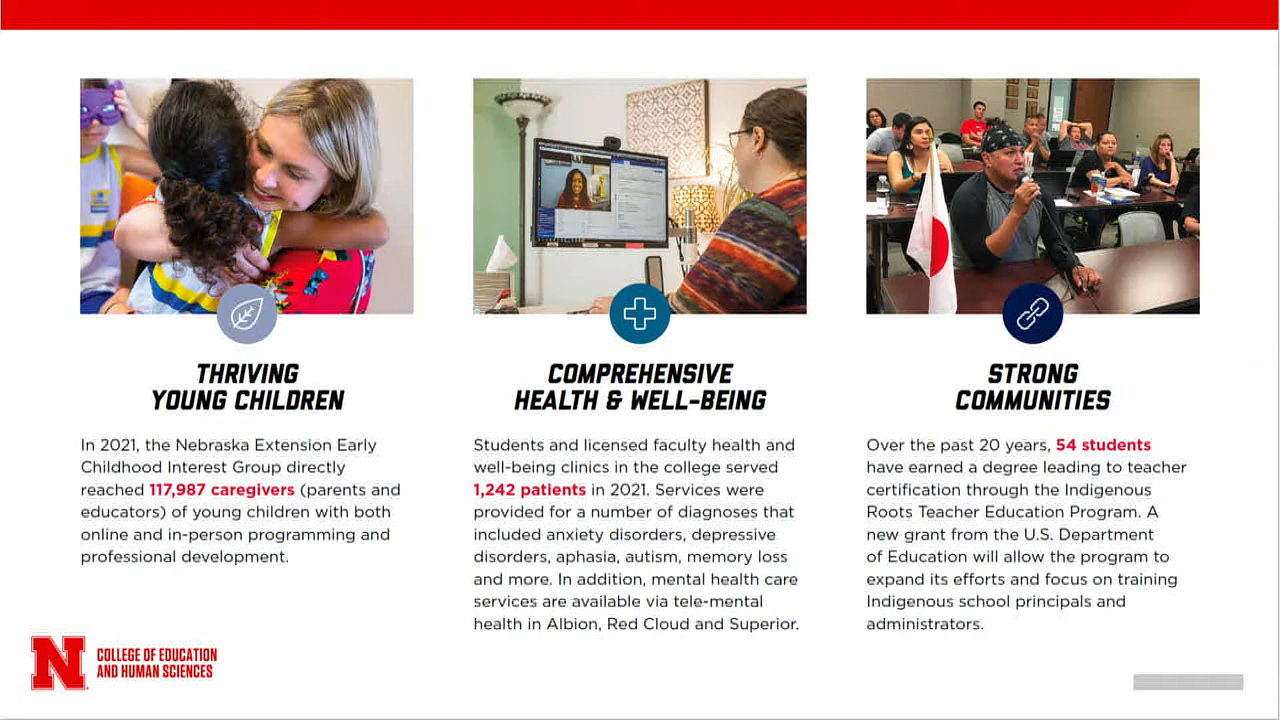 THRIVING
YOUNG CHILDREN
In 2021, the Nebraska Extension Early
Childhood Interest Group directly
reached 117,987 caregivers (parents and
educators) of young children with both
online and in-person programming and
professional development.
COMPREHENSIVE
HEALTH & WELL-BEING
Students and licensed faculty health and
well-being clinics in the college served
1,242 patients in 2021. Services were
provided for a number of diagnoses that
included anxiety disorders, depressive
disorders, aphasia, autism, memory loss
and more. In addition, mental health care
services are available via tele-mental
health in Albion, Red Cloud and Superior.
STRONG
COMMUNITIES
Over the past 20 years, 54 students
have earned a degree leading to teacher
certification through the Indigenous
Roots Teacher Education Program. A
new grant from the U.S. Department
of Education will allow the program to
expand its efforts and focus on training
Indigenous school principals and
administrators.
N
COLLEGE OF EDUCATION
AND HUMAN SCIENCES